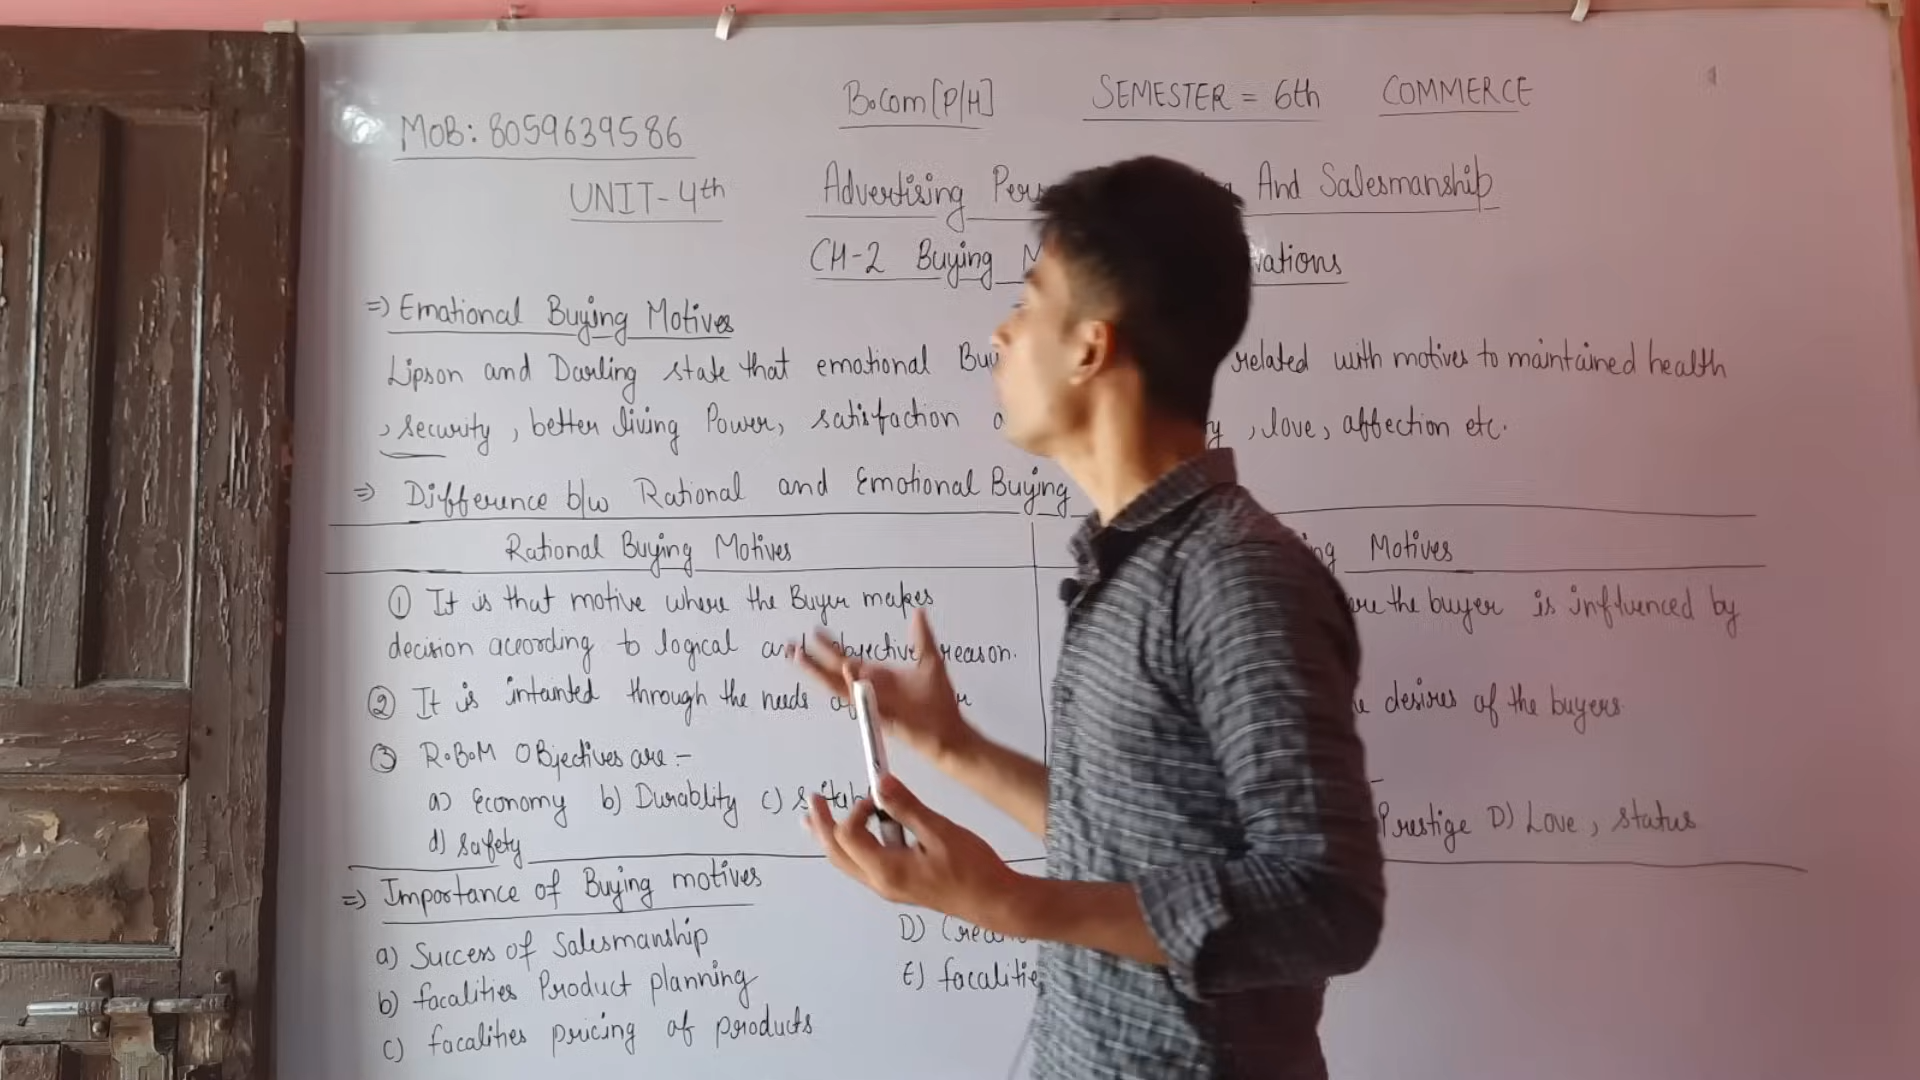 B.Com [P/H] SEMESTER = 6th COMMERCE
MOB: 8059639586
UNIT-4th Advertising And Salesmanship
CH-2 Buying
=> Emotional Buying Motives
Lipson and Darling state that emotional related with motives to maintained health
, security, better living Power, satisfaction , love, affection etc.
=> Difference b/w Rational and Emotional Buying
Rational Buying Motives
Motives
① It is that motive where the Buyer makes
decision according to logical and objective reason.
the buyer is influenced by
② It is through the needs
desires of the buyers
③ R.B.M Objectives are :-
a) Economy b) Durablity c)
d) Safety
Prestige D) Love, status
=> Importance of Buying motives
a) Success of Salesmanship
b) facalities Product planning
c) facalities pricing of products
D)
E)